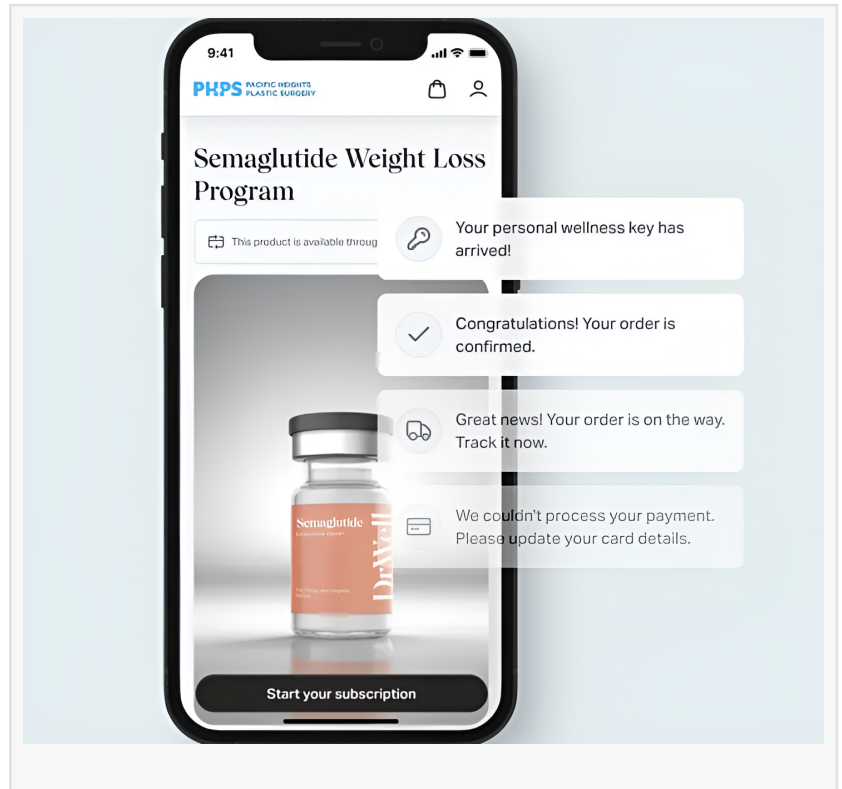 9:41
PHPS PACIFIC HEIGHTS
PLASTIC SURGERY
Semaglutide Weight Loss
Program
This product is available throug
Your personal wellness key has
arrived!
Congratulations! Your order is
confirmed.
Great news! Your order is on the way.
Track it now.
We couldn't process your payment.
Please update your card details.
Semaglutide
DrWell
Start your subscription